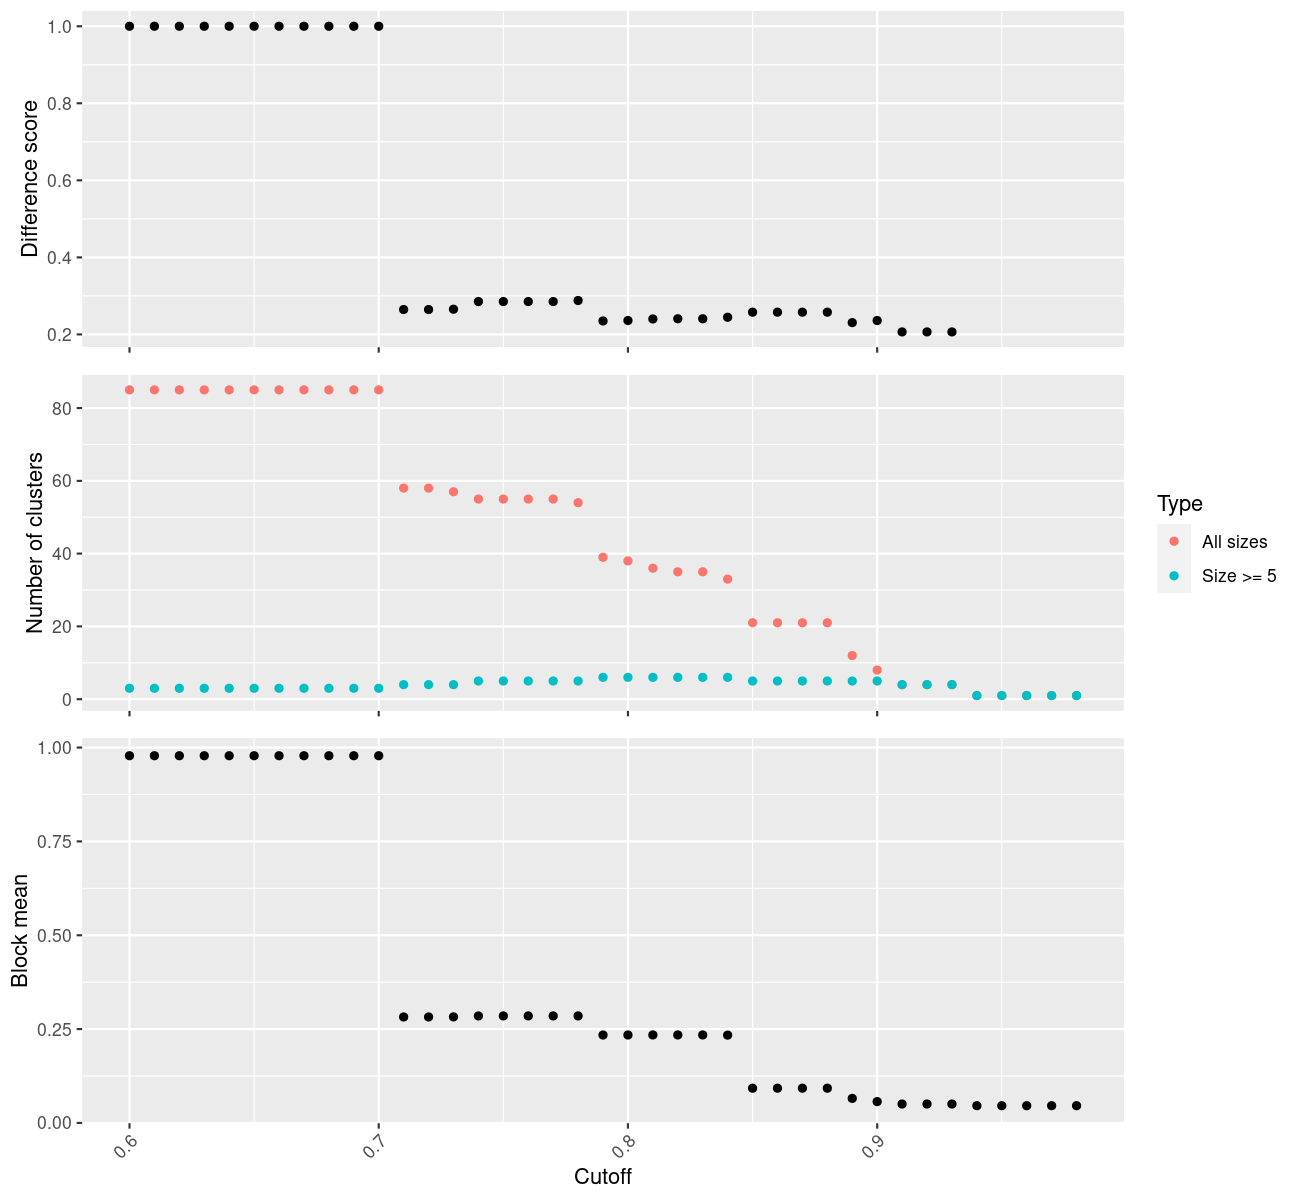 Difference score
1.0
0.8
0.6
0.4
0.2
Number of clusters
80
60
40
20
0
Type
All sizes
Size >= 5
Block mean
1.00
0.75
0.50
0.25
0.00
0.6 0.7 0.8 0.9
Cutoff